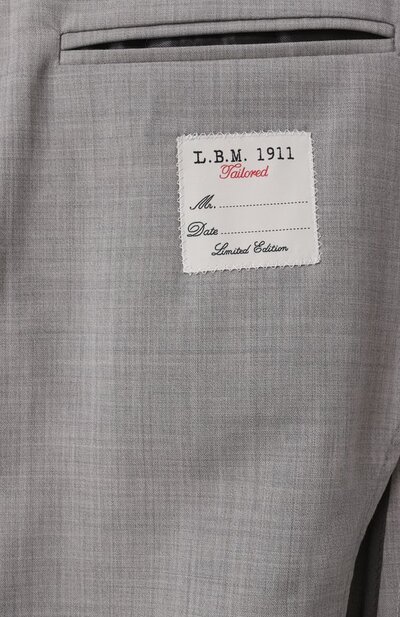 L.B.M. 1911
Tailored
Mr. ........................
Date ........................
Limited Edition